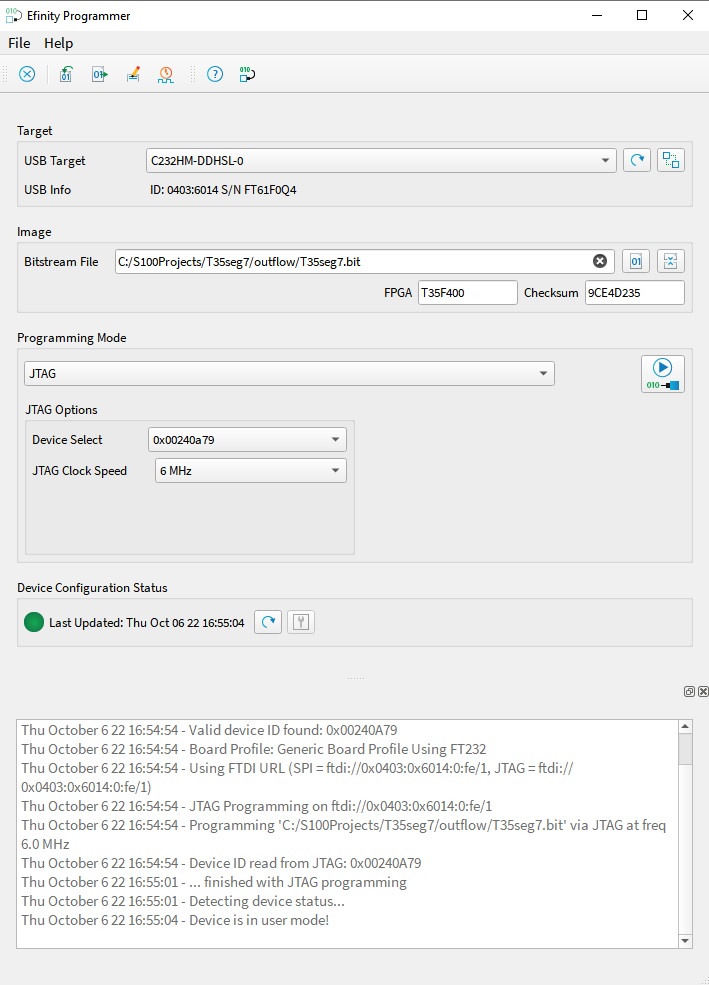 Efinity Programmer
File Help
Target
USB Target C232HM-DDHSL-0
USB Info ID: 0403:6014 S/N FT61F0Q4
Image
Bitstream File C:/S100Projects/T35seg7/outflow/T35seg7.bit
FPGA T35F400 Checksum 9CE4D235
Programming Mode
JTAG
JTAG Options
Device Select 0x00240a79
JTAG Clock Speed 6 MHz
Device Configuration Status
Last Updated: Thu Oct 06 22 16:55:04
Thu October 6 22 16:54:54 - Valid device ID found: 0x00240A79
Thu October 6 22 16:54:54 - Board Profile: Generic Board Profile Using FT232
Thu October 6 22 16:54:54 - Using FTDI URL (SPI = ftdi://0x0403:0x6014:0:fe/1, JTAG = ftdi://
0x0403:0x6014:0:fe/1)
Thu October 6 22 16:54:54 - JTAG Programming on ftdi://0x0403:0x6014:0:fe/1
Thu October 6 22 16:54:54 - Programming 'C:/S100Projects/T35seg7/outflow/T35seg7.bit' via JTAG at freq
6.0 MHz
Thu October 6 22 16:54:54 - Device ID read from JTAG: 0x00240A79
Thu October 6 22 16:55:01 - ... finished with JTAG programming
Thu October 6 22 16:55:01 - Detecting device status...
Thu October 6 22 16:55:04 - Device is in user mode!